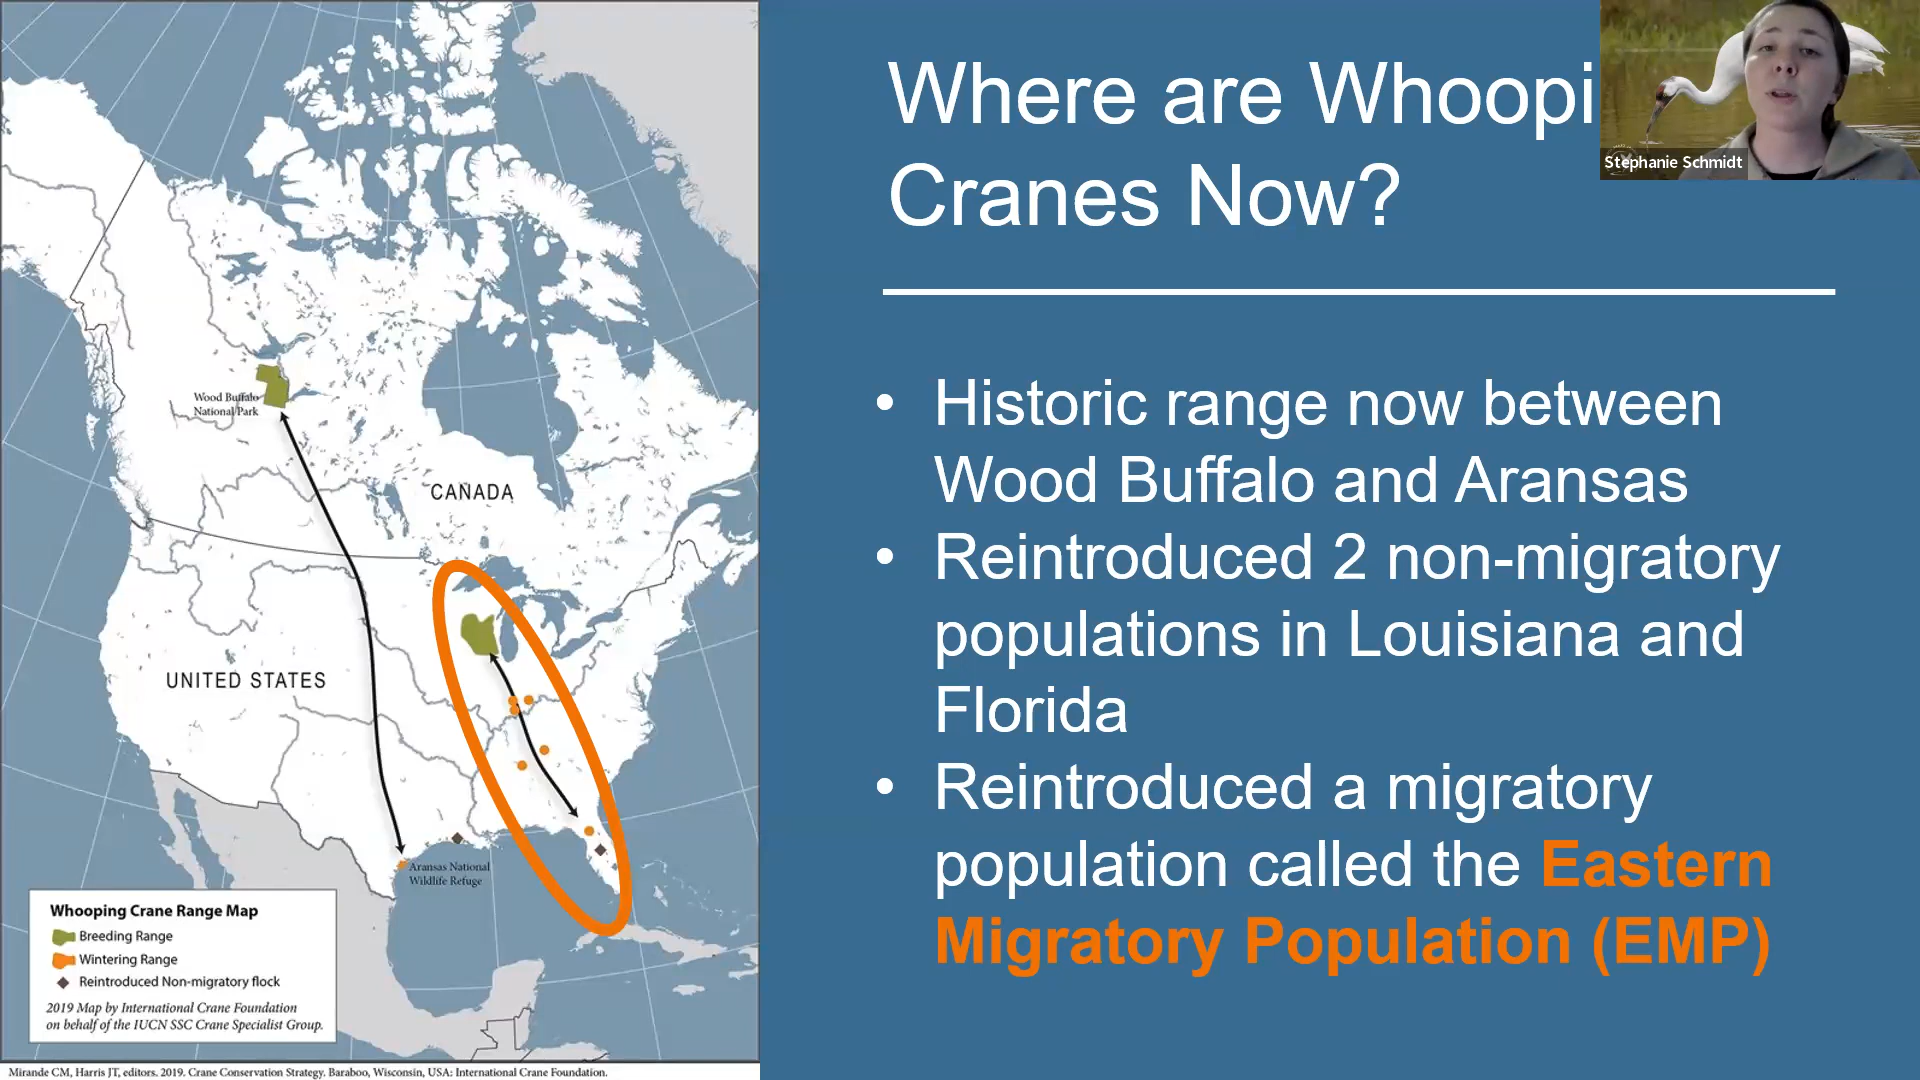 Where are Whoopi
Cranes Now?
Stephanie Schmidt
• Historic range now between
Wood Buffalo and Aransas
• Reintroduced 2 non-migratory
populations in Louisiana and
Florida
• Reintroduced a migratory
population called the Eastern
Migratory Population (EMP)
Wood Buffalo
National Park
CANADA
UNITED STATES
Aransas National
Wildlife Refuge
Whooping Crane Range Map
Breeding Range
Wintering Range
Reintroduced Non-migratory flock
2019 Map by International Crane Foundation
on behalf of the IUCN SSC Crane Specialist Group.
Mirande CM, Harris JT, editors. 2019. Crane Conservation Strategy. Baraboo, Wisconsin, USA: International Crane Foundation.